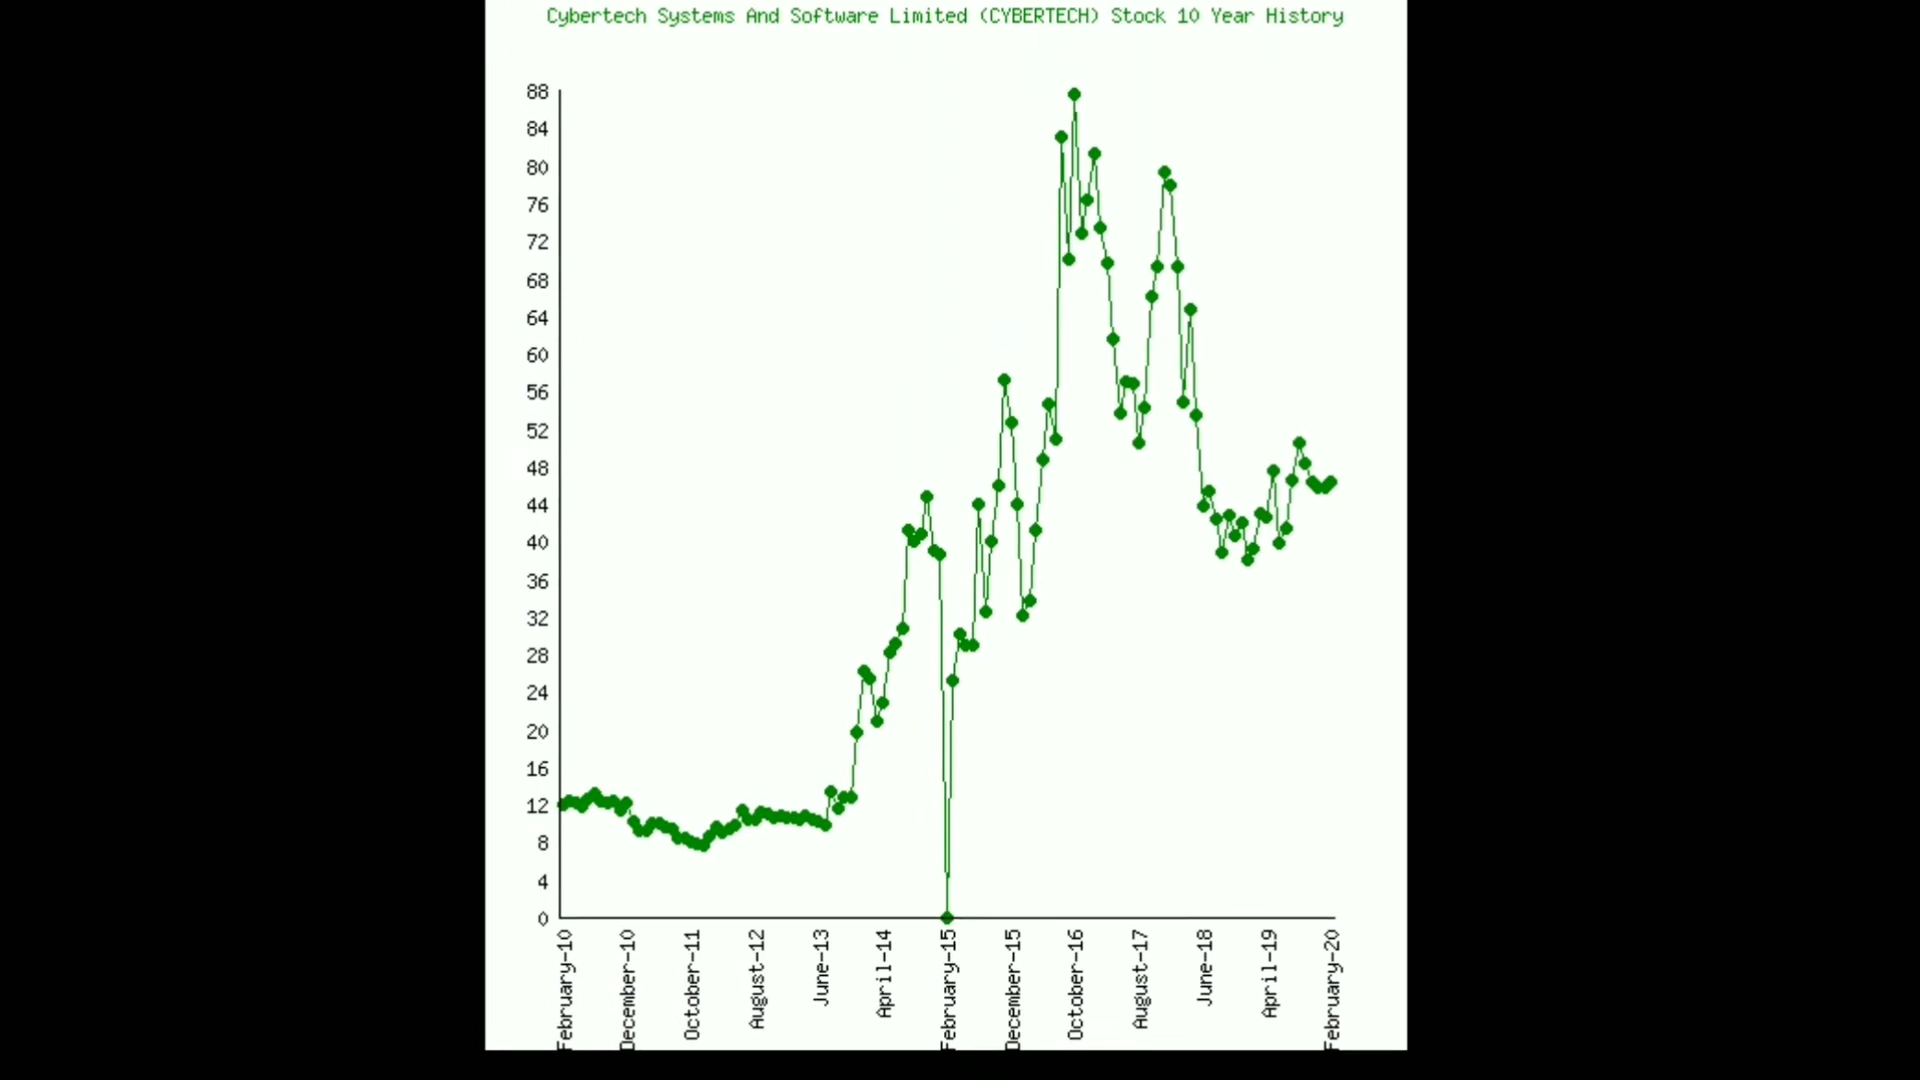 Cybertech Systems And Software Limited (CYBERTECH) Stock 10 Year History
88
84
80
76
72
68
64
60
56
52
48
44
40
36
32
28
24
20
16
12
8
4
0
February-10
December-10
October-11
August-12
June-13
April-14
February-15
December-15
October-16
August-17
June-18
April-19
February-20